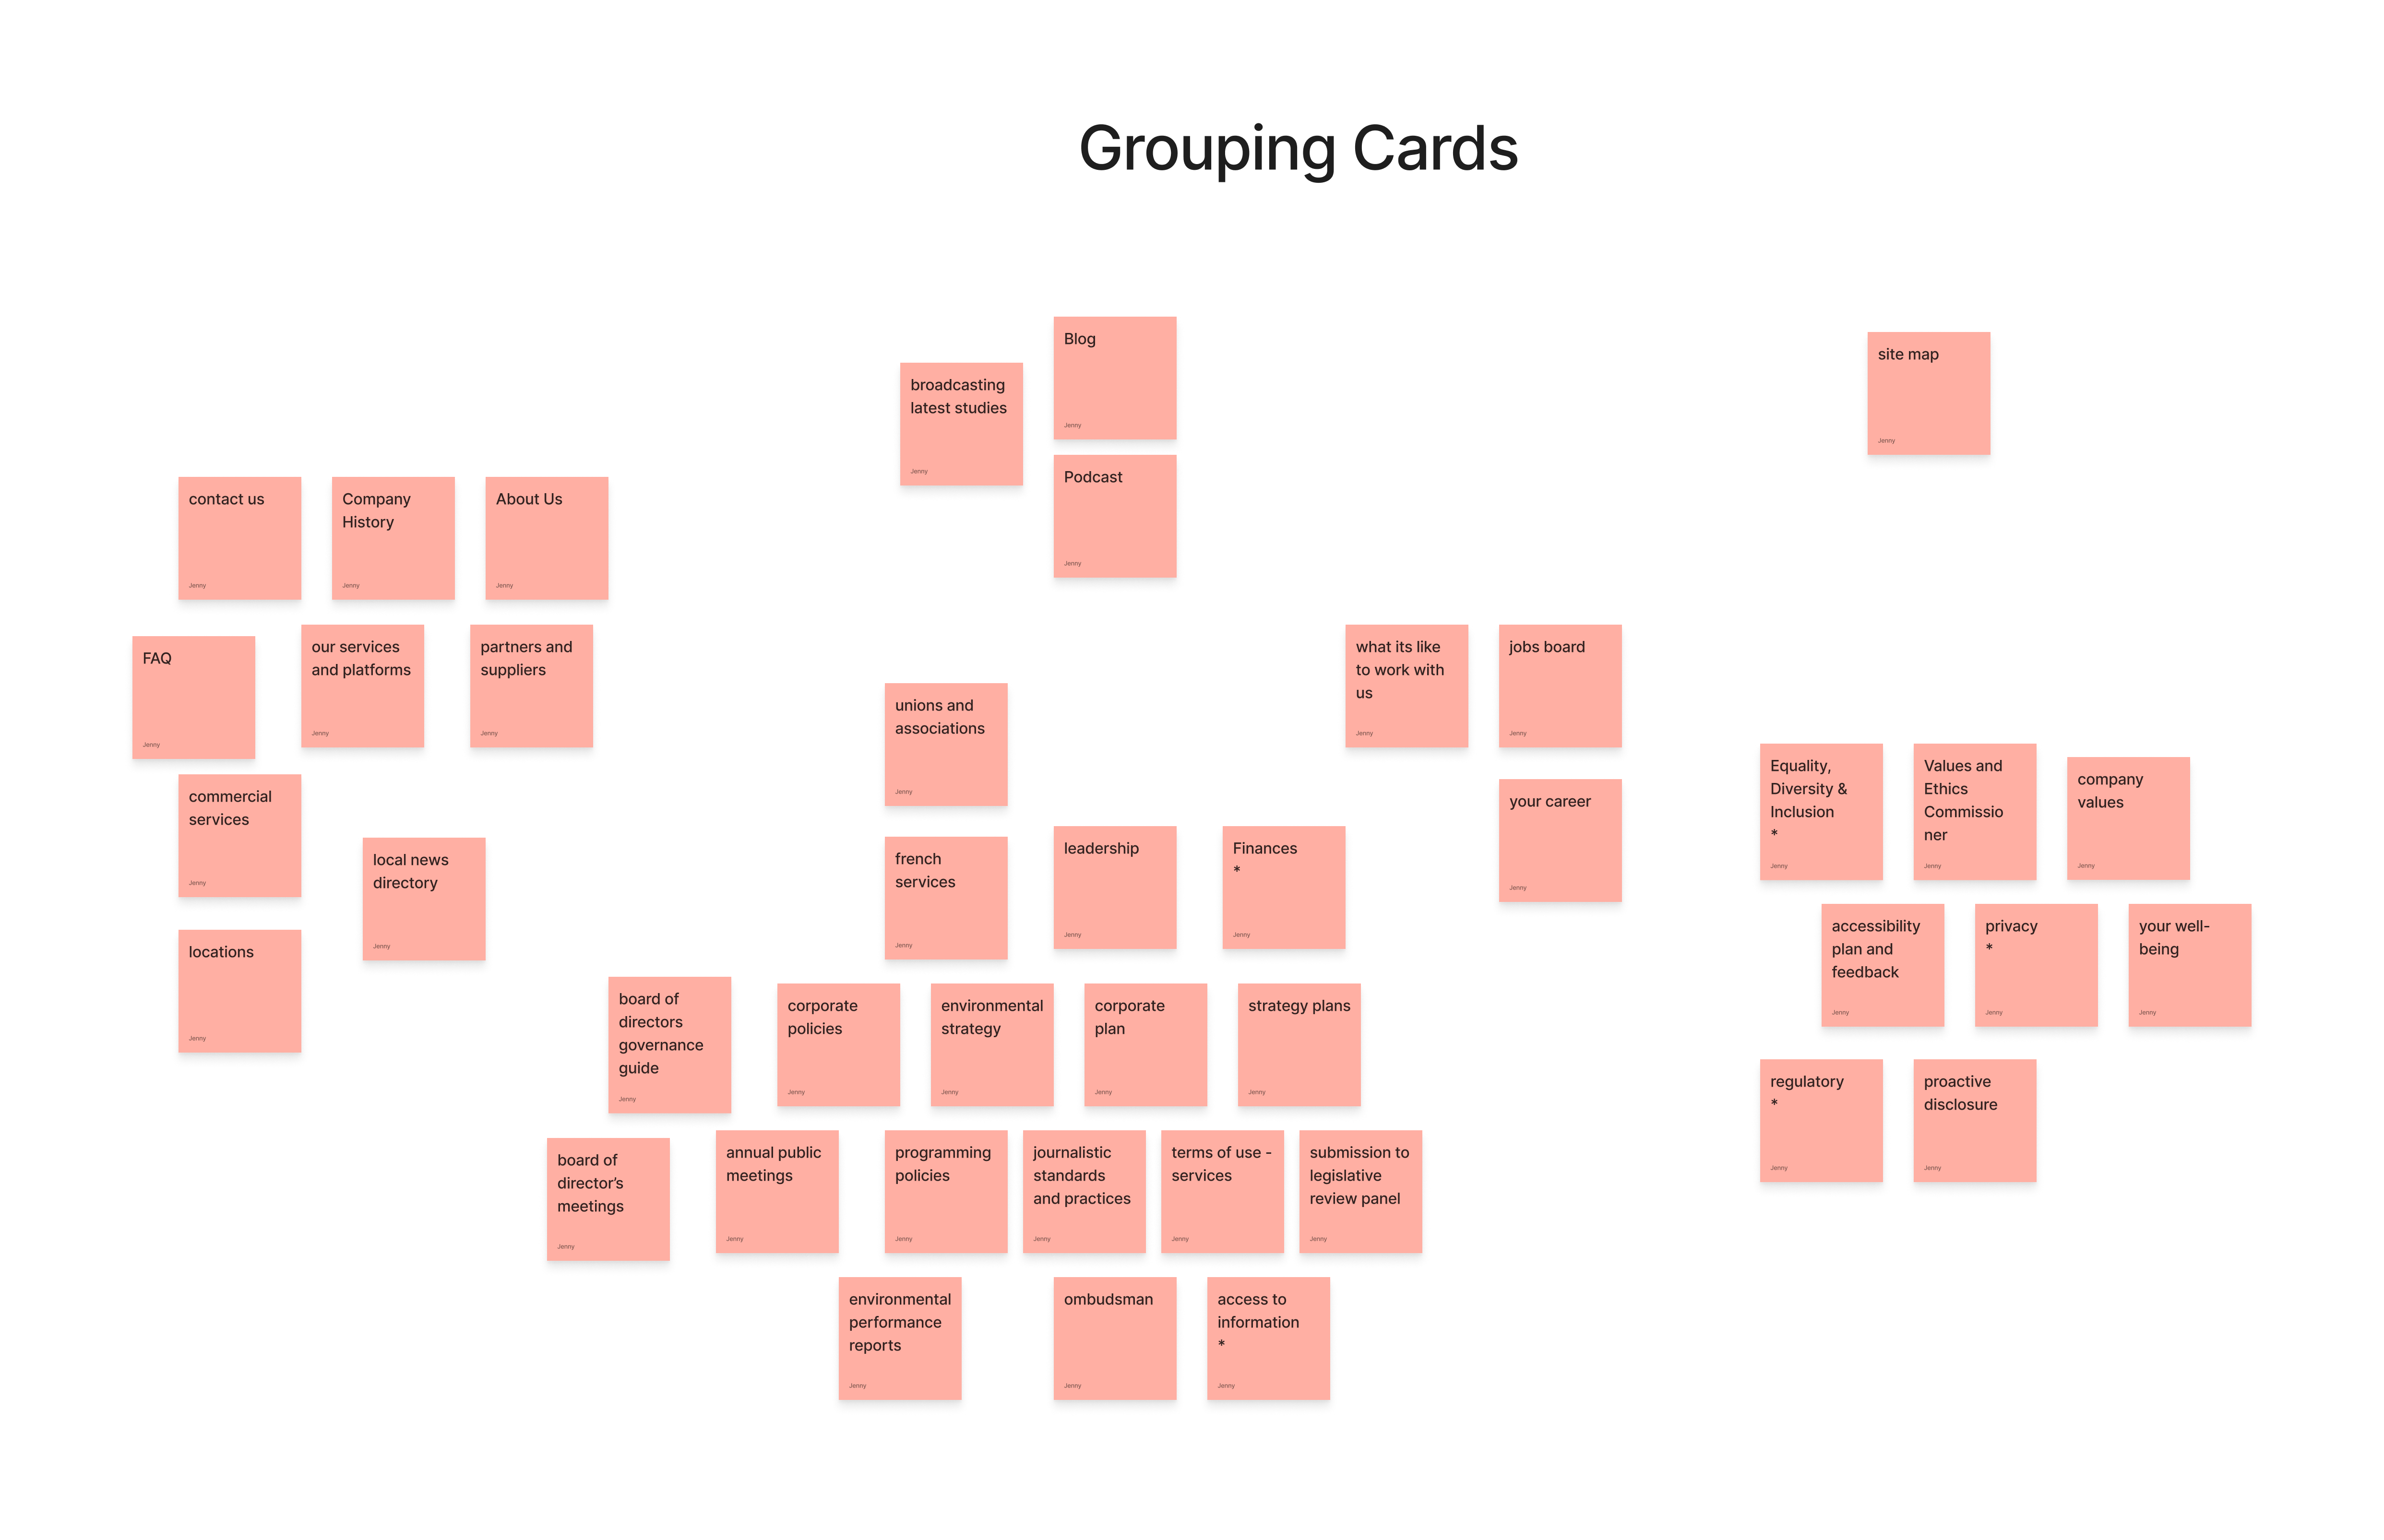 Grouping Cards
Blog
Jenny
site map
Jenny
broadcasting
latest studies
Jenny
Podcast
Jenny
contact us
Jenny
Company
History
Jenny
About Us
Jenny
FAQ
Jenny
our services
and platforms
Jenny
partners and
suppliers
Jenny
commercial
services
Jenny
local news
directory
Jenny
locations
Jenny
unions and
associations
Jenny
french
services
Jenny
leadership
Jenny
Finances
*
Jenny
what its like
to work with
us
Jenny
jobs board
Jenny
your career
Jenny
board of
directors
governance
guide
Jenny
corporate
policies
Jenny
environmental
strategy
Jenny
corporate
plan
Jenny
strategy plans
Jenny
board of
director’s
meetings
Jenny
annual public
meetings
Jenny
programming
policies
Jenny
journalistic
standards
and practices
Jenny
terms of use -
services
Jenny
submission to
legislative
review panel
Jenny
environmental
performance
reports
Jenny
ombudsman
Jenny
access to
information
*
Jenny
Equality,
Diversity &
Inclusion
*
Jenny
Values and
Ethics
Commissio
ner
Jenny
company
values
Jenny
accessibility
plan and
feedback
Jenny
privacy
*
Jenny
your well-
being
Jenny
regulatory
*
Jenny
proactive
disclosure
Jenny